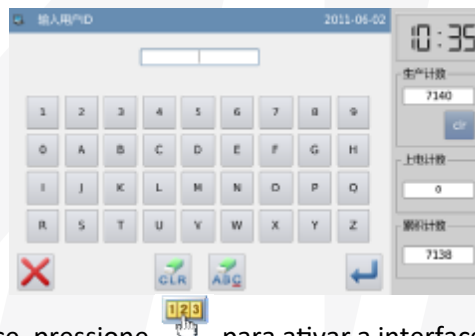 输入用户ID 2011-06-02
10:35
生产计数
7140
clr
1 2 3 4 5 6 7 8 9
0 A B C D E F G H
上电计数
I J K L M N O P Q
0
R S T U V W X Y Z
累积计数
7138
CLR ABC
123
pressione para ativar a interface